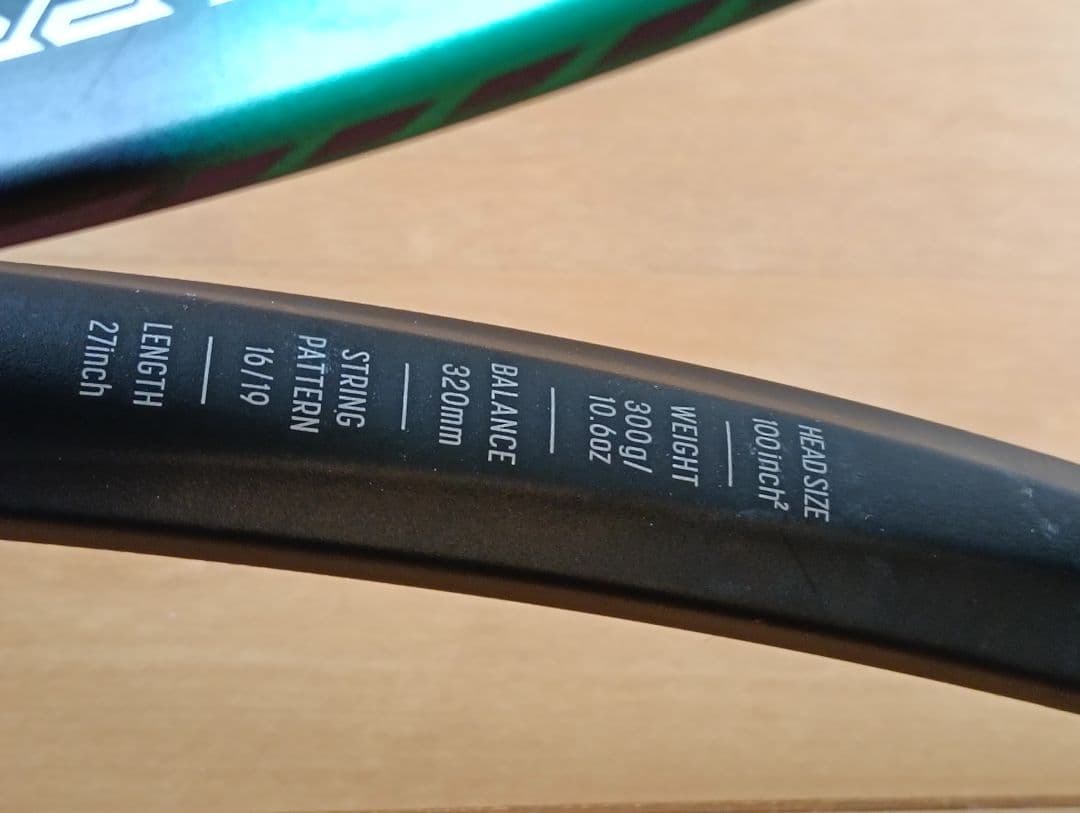 HEAD SIZE
100inch²
WEIGHT
300g/
10.6oz
BALANCE
320mm
STRING
PATTERN
16/19
LENGTH
27inch